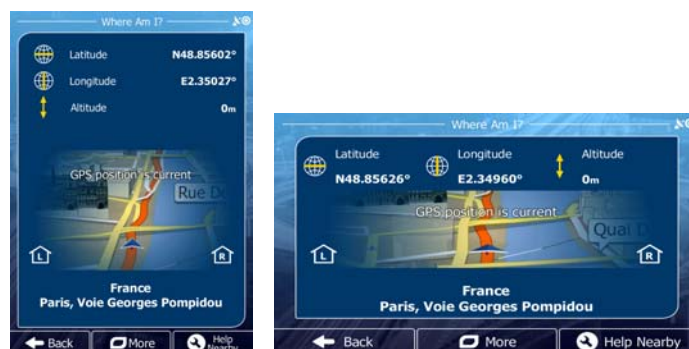 Where Am I?
Latitude N48.85602°
Longitude E2.35027°
Altitude 0m
GPS position is current
Rue D
L R
France
Paris, Voie Georges Pompidou
Back More Help Nearby
Where Am I?
Latitude Longitude Altitude
N48.85626° E2.34960° 0m
GPS position is current
Quai D
L R
France
Paris, Voie Georges Pompidou
Back More Help Nearby